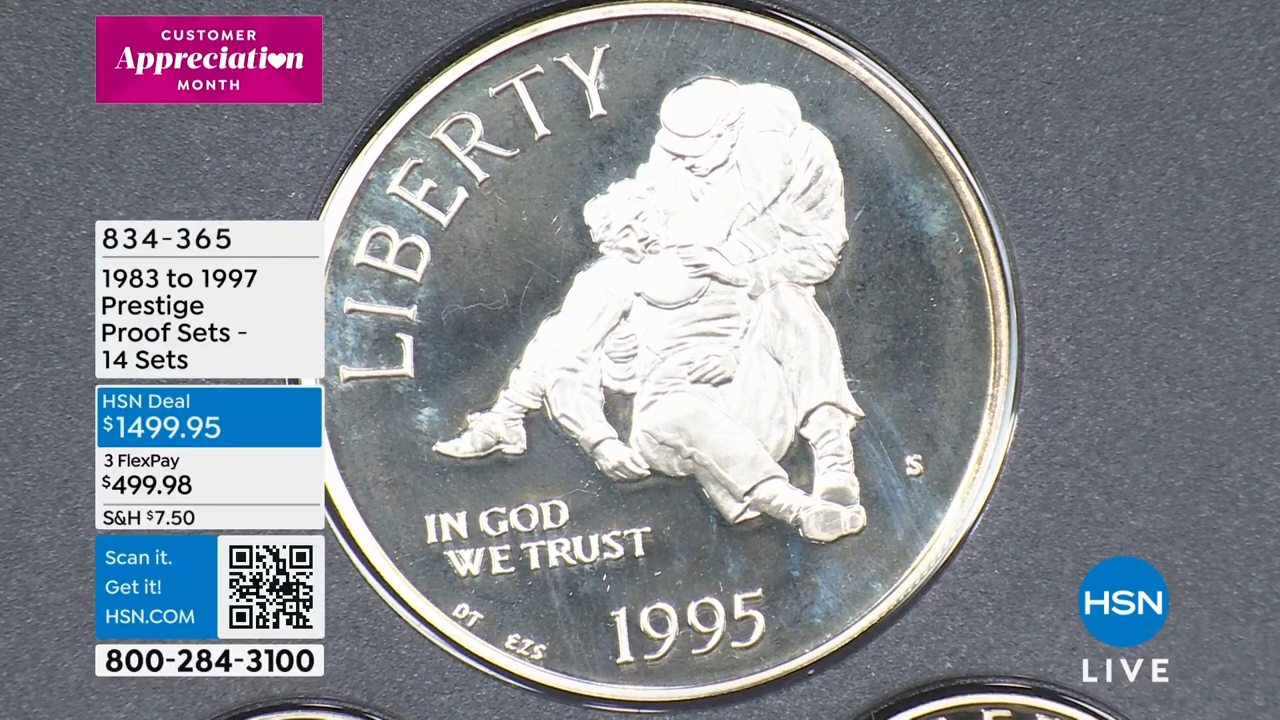 CUSTOMER
Appreciation
MONTH
834-365
1983 to 1997
Prestige
Proof Sets -
14 Sets
HSN Deal
$1499.95
3 FlexPay
$499.98
S&H $7.50
Scan it.
Get it!
HSN.COM
800-284-3100
LIBERTY
S
IN GOD
WE TRUST
DT
EZS
1995
HSN
LIVE